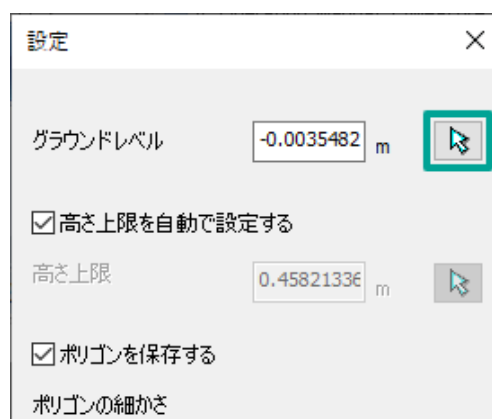 設定
グラウンドレベル -0.0035482 m
高さ上限を自動で設定する
高さ上限 0.45821336 m
ポリゴンを保存する
ポリゴンの細かさ